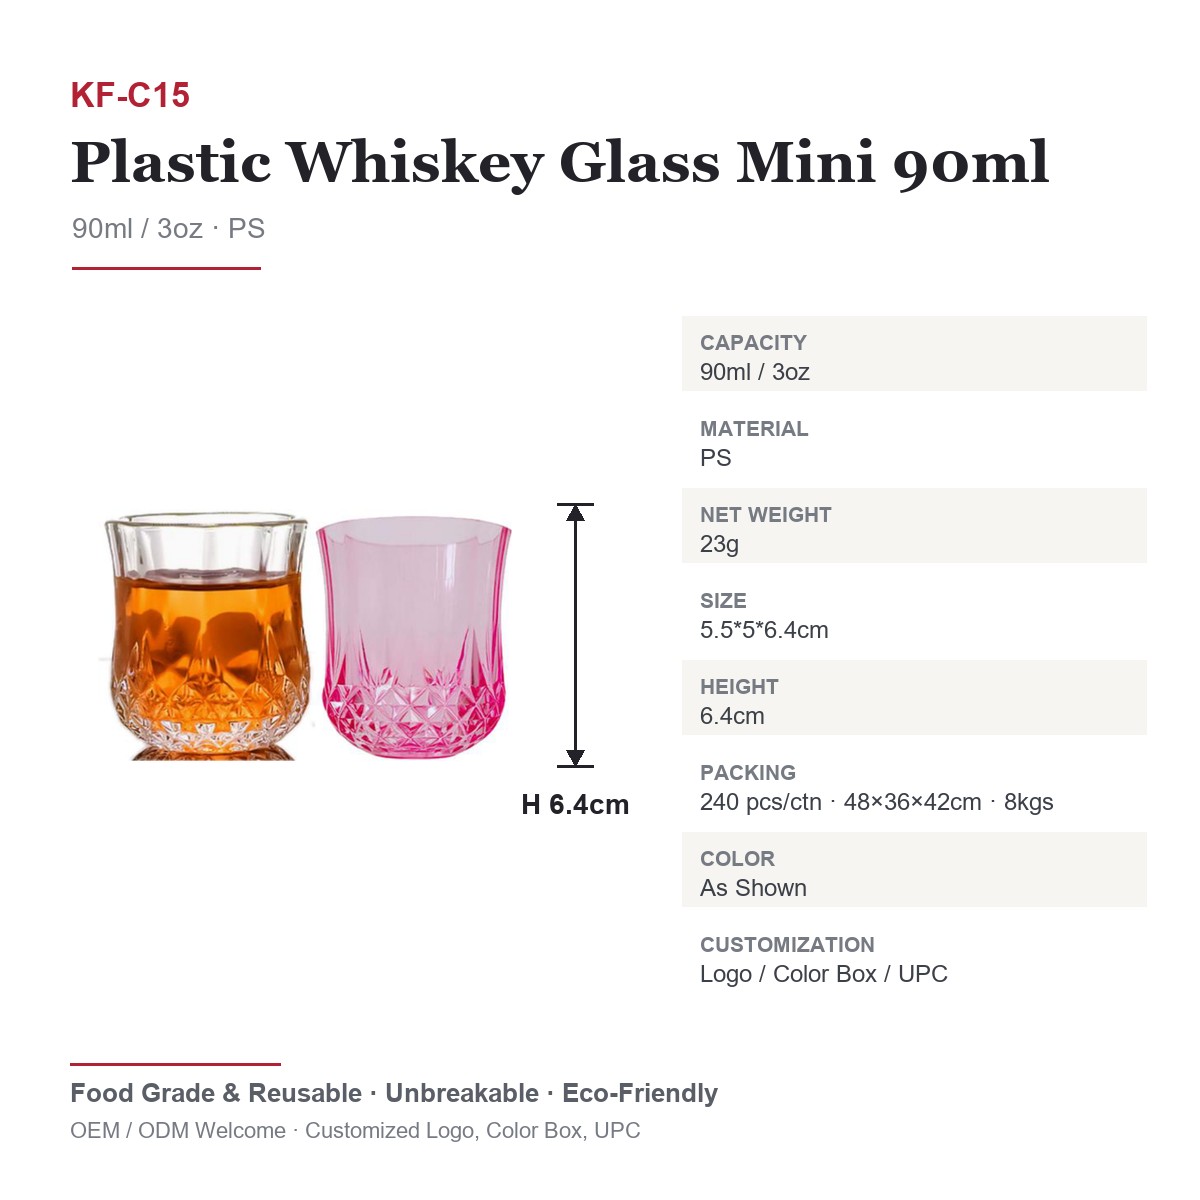 KF-C15
Plastic Whiskey Glass Mini 90ml
90ml / 3oz · PS
CAPACITY
90ml / 3oz
MATERIAL
PS
NET WEIGHT
23g
SIZE
5.5*5*6.4cm
HEIGHT
6.4cm
PACKING
240 pcs/ctn · 48×36×42cm · 8kgs
COLOR
As Shown
CUSTOMIZATION
Logo / Color Box / UPC
H 6.4cm
Food Grade & Reusable · Unbreakable · Eco-Friendly
OEM / ODM Welcome · Customized Logo, Color Box, UPC